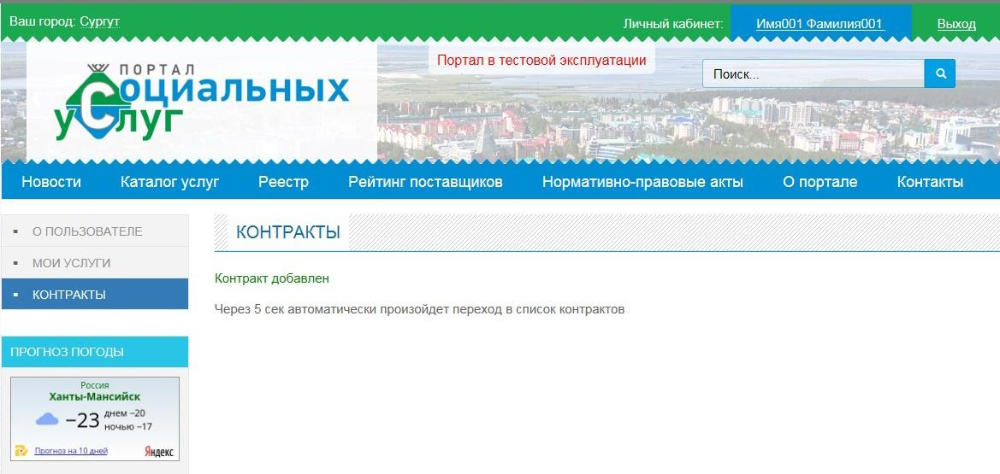 Ваш город: Сургут
Личный кабинет: Имя001 Фамилия001 Выход
Портал в тестовой эксплуатации
Поиск...
ПОРТАЛ
Социальных
услуг
Новости Каталог услуг Реестр Рейтинг поставщиков Нормативно-правовые акты О портале Контакты
О ПОЛЬЗОВАТЕЛЕ
МОИ УСЛУГИ
КОНТРАКТЫ
КОНТРАКТЫ
Контракт добавлен
Через 5 сек автоматически произойдет переход в список контрактов
ПРОГНОЗ ПОГОДЫ
Россия
Ханты-Мансийск
−23
днем −20
ночью −17
Прогноз на 10 дней
Яндекс